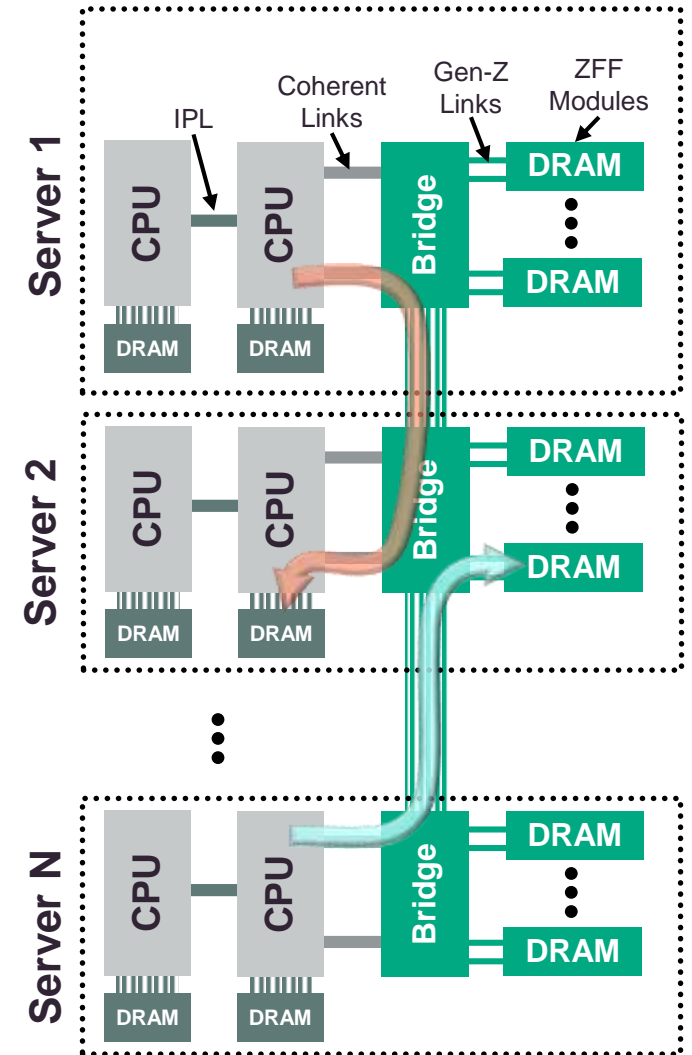 Server 1
IPL
Coherent
Links
Gen-Z
Links
ZFF
Modules
CPU
CPU
Bridge
DRAM
DRAM
DRAM
DRAM
Server 2
CPU
CPU
Bridge
DRAM
DRAM
DRAM
DRAM
Server N
CPU
CPU
Bridge
DRAM
DRAM
DRAM
DRAM